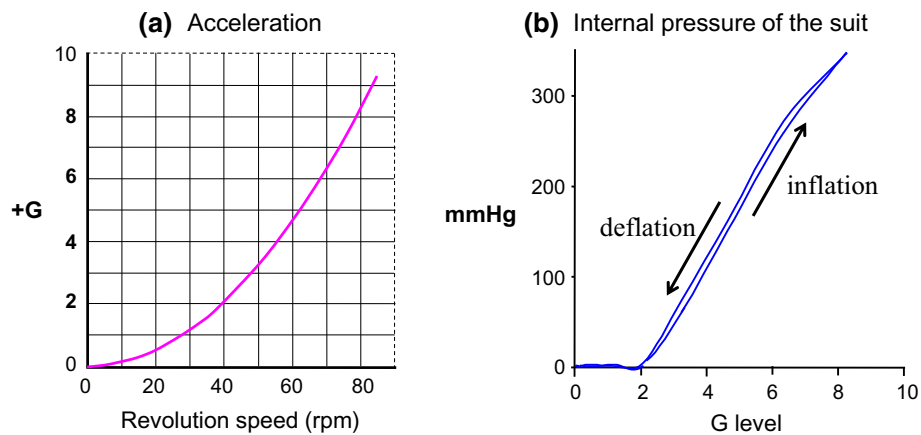 (a) Acceleration
10
8
6
+G
4
2
0
0 20 40 60 80
Revolution speed (rpm)
(b) Internal pressure of the suit
300
200
mmHg
100
0
inflation
deflation
0 2 4 6 8 10
G level